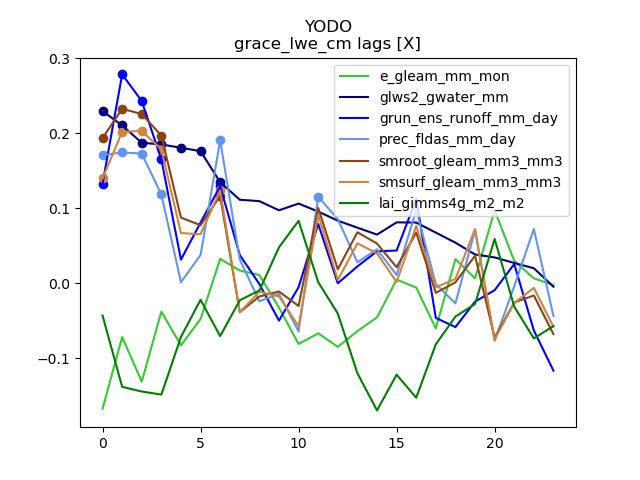 YODO
grace_lwe_cm lags [X]
e_gleam_mm_mon
glws2_gwater_mm
grun_ens_runoff_mm_day
prec_fldas_mm_day
smroot_gleam_mm3_mm3
smsurf_gleam_mm3_mm3
lai_gimms4g_m2_m2
0.3
0.2
0.1
0.0
−0.1
0 5 10 15 20